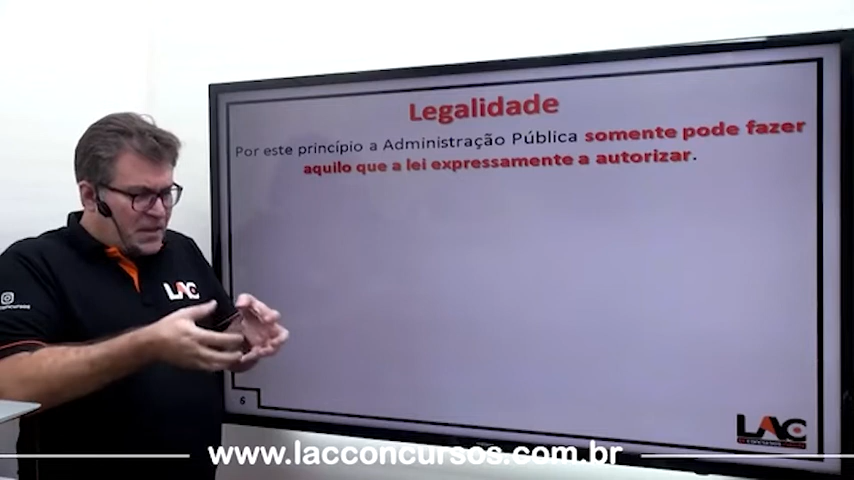 Legalidade
Por este princípio a Administração Pública somente pode fazer
aquilo que a lei expressamente a autorizar.
LAC
CONCURSOS
6
LAC
www.lacconcursos.com.br